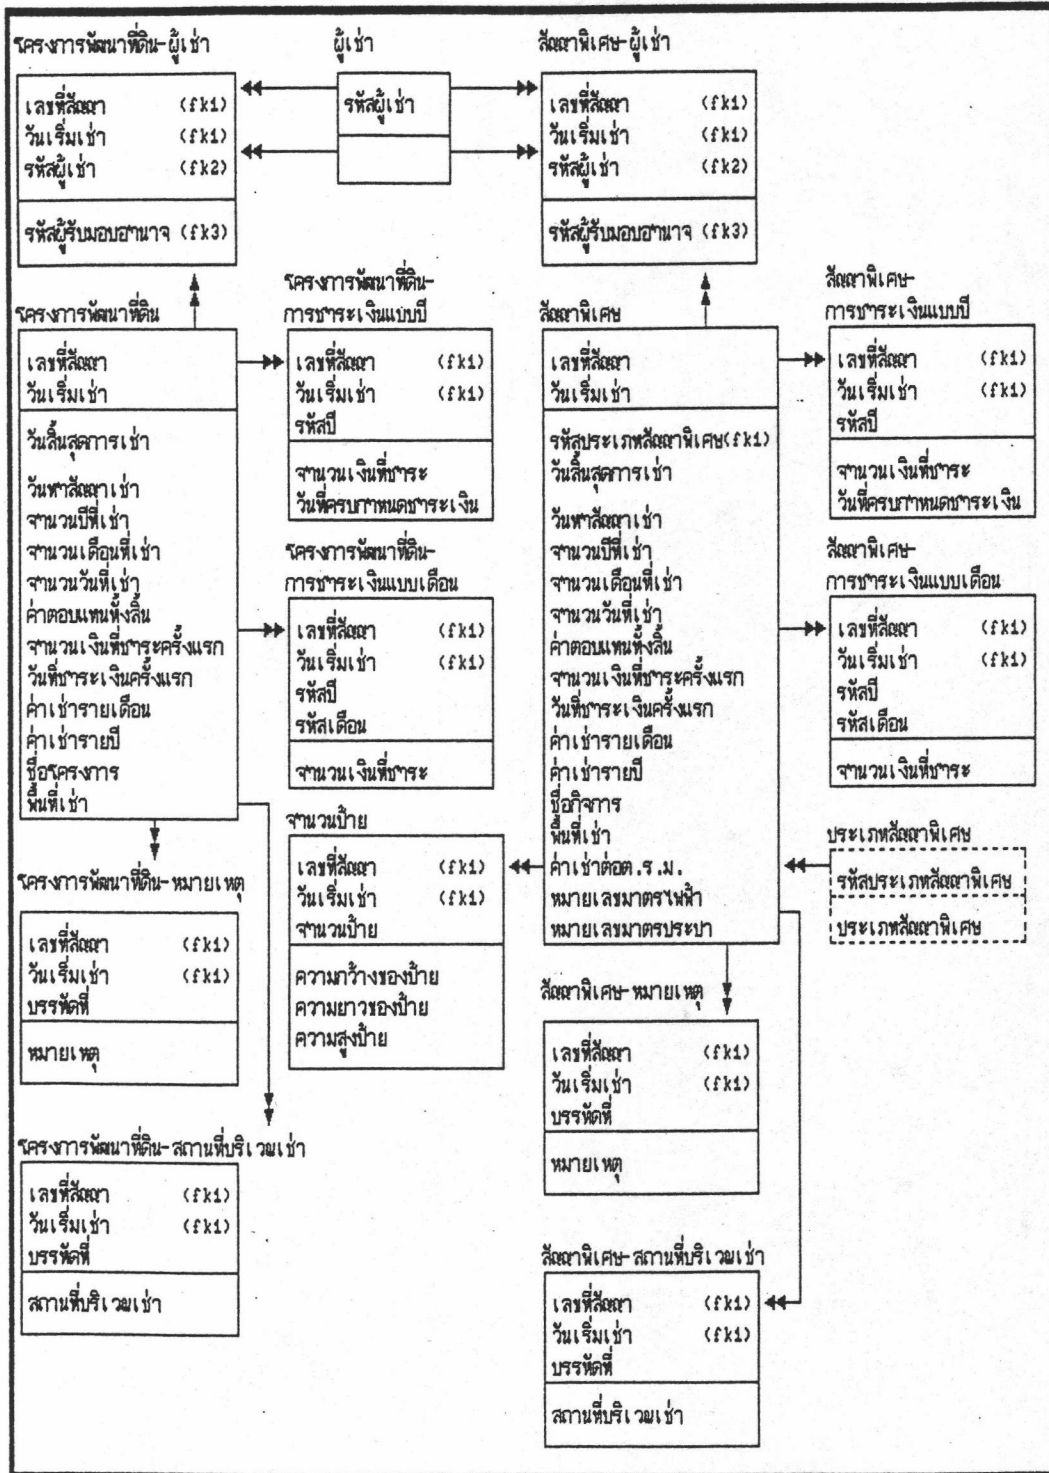 โครงการพัฒนาที่ดิน-ผู้เช่า
เลขที่สัญญา (fk1)
วันเริ่มเช่า (fk1)
รหัสผู้เช่า (fk2)
รหัสผู้รับมอบอำนาจ (fk3)
ผู้เช่า
รหัสผู้เช่า
สัญญาพิเศษ-ผู้เช่า
เลขที่สัญญา (fk1)
วันเริ่มเช่า (fk1)
รหัสผู้เช่า (fk2)
รหัสผู้รับมอบอำนาจ (fk3)
โครงการพัฒนาที่ดิน
เลขที่สัญญา
วันเริ่มเช่า
วันสิ้นสุดการเช่า
วันทำสัญญาเช่า
จำนวนปีที่เช่า
จำนวนเดือนที่เช่า
จำนวนวันที่เช่า
ค่าตอบแทนทั้งสิ้น
จำนวนเงินที่ชำระครั้งแรก
วันที่ชำระเงินครั้งแรก
ค่าเช่ารายเดือน
ค่าเช่ารายปี
ชื่อโครงการ
พื้นที่เช่า
โครงการพัฒนาที่ดิน-
การชำระเงินแบบปี
เลขที่สัญญา (fk1)
วันเริ่มเช่า (fk1)
รหัสปี
จำนวนเงินที่ชำระ
วันที่ครบกำหนดชำระเงิน
โครงการพัฒนาที่ดิน-
การชำระเงินแบบเดือน
เลขที่สัญญา (fk1)
วันเริ่มเช่า (fk1)
รหัสปี
รหัสเดือน
จำนวนเงินที่ชำระ
จำนวนป้าย
เลขที่สัญญา (fk1)
วันเริ่มเช่า (fk1)
จำนวนป้าย
ความกว้างของป้าย
ความยาวของป้าย
ความสูงป้าย
สัญญาพิเศษ
เลขที่สัญญา
วันเริ่มเช่า
รหัสประเภทสัญญาพิเศษ(fk1)
วันสิ้นสุดการเช่า
วันทำสัญญาเช่า
จำนวนปีที่เช่า
จำนวนเดือนที่เช่า
จำนวนวันที่เช่า
ค่าตอบแทนทั้งสิ้น
จำนวนเงินที่ชำระครั้งแรก
วันที่ชำระเงินครั้งแรก
ค่าเช่ารายเดือน
ค่าเช่ารายปี
ชื่อกิจการ
พื้นที่เช่า
ค่าเช่าต่อต.ร.ม.
หมายเลขมาตรไฟฟ้า
หมายเลขมาตรประปา
สัญญาพิเศษ-
การชำระเงินแบบปี
เลขที่สัญญา (fk1)
วันเริ่มเช่า (fk1)
รหัสปี
จำนวนเงินที่ชำระ
วันที่ครบกำหนดชำระเงิน
สัญญาพิเศษ-
การชำระเงินแบบเดือน
เลขที่สัญญา (fk1)
วันเริ่มเช่า (fk1)
รหัสปี
รหัสเดือน
จำนวนเงินที่ชำระ
ประเภทสัญญาพิเศษ
รหัสประเภทสัญญาพิเศษ
ประเภทสัญญาพิเศษ
โครงการพัฒนาที่ดิน-หมายเหตุ
เลขที่สัญญา (fk1)
วันเริ่มเช่า (fk1)
บรรทัดที่
หมายเหตุ
สัญญาพิเศษ-หมายเหตุ
เลขที่สัญญา (fk1)
วันเริ่มเช่า (fk1)
บรรทัดที่
หมายเหตุ
โครงการพัฒนาที่ดิน-สถานที่บริเวณเช่า
เลขที่สัญญา (fk1)
วันเริ่มเช่า (fk1)
บรรทัดที่
สถานที่บริเวณเช่า
สัญญาพิเศษ-สถานที่บริเวณเช่า
เลขที่สัญญา (fk1)
วันเริ่มเช่า (fk1)
บรรทัดที่
สถานที่บริเวณเช่า